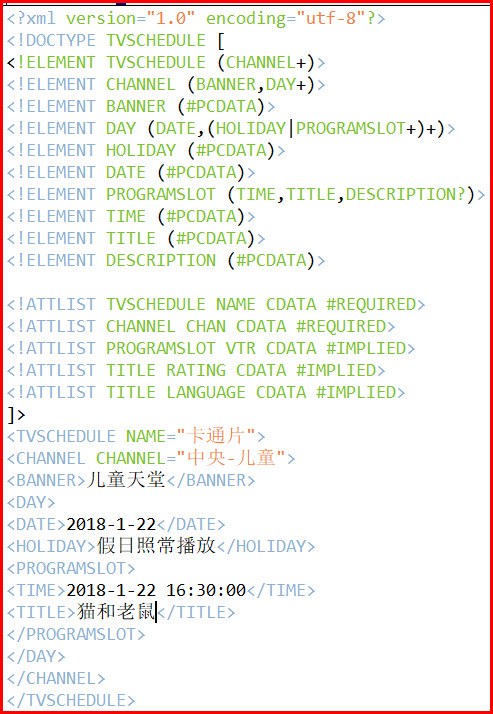 <?xml version="1.0" encoding="utf-8"?>
<!DOCTYPE TVSCHEDULE [
<!ELEMENT TVSCHEDULE (CHANNEL+)>
<!ELEMENT CHANNEL (BANNER,DAY+)>
<!ELEMENT BANNER (#PCDATA)>
<!ELEMENT DAY (DATE,(HOLIDAY|PROGRAMSLOT+)+)>
<!ELEMENT HOLIDAY (#PCDATA)>
<!ELEMENT DATE (#PCDATA)>
<!ELEMENT PROGRAMSLOT (TIME,TITLE,DESCRIPTION?)>
<!ELEMENT TIME (#PCDATA)>
<!ELEMENT TITLE (#PCDATA)>
<!ELEMENT DESCRIPTION (#PCDATA)>
<!ATTLIST TVSCHEDULE NAME CDATA #REQUIRED>
<!ATTLIST CHANNEL CHAN CDATA #REQUIRED>
<!ATTLIST PROGRAMSLOT VTR CDATA #IMPLIED>
<!ATTLIST TITLE RATING CDATA #IMPLIED>
<!ATTLIST TITLE LANGUAGE CDATA #IMPLIED>
]>
<TVSCHEDULE NAME="卡通片">
<CHANNEL CHANNEL="中央-儿童">
<BANNER>儿童天堂</BANNER>
<DAY>
<DATE>2018-1-22</DATE>
<HOLIDAY>假日照常播放</HOLIDAY>
<PROGRAMSLOT>
<TIME>2018-1-22 16:30:00</TIME>
<TITLE>猫和老鼠</TITLE>
</PROGRAMSLOT>
</DAY>
</CHANNEL>
</TVSCHEDULE>